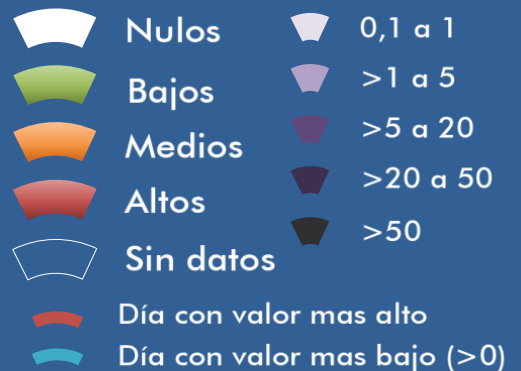 Nulos
Bajos
Medios
Altos
Sin datos
0,1 a 1
>1 a 5
>5 a 20
>20 a 50
>50
Día con valor mas alto
Día con valor mas bajo (>0)